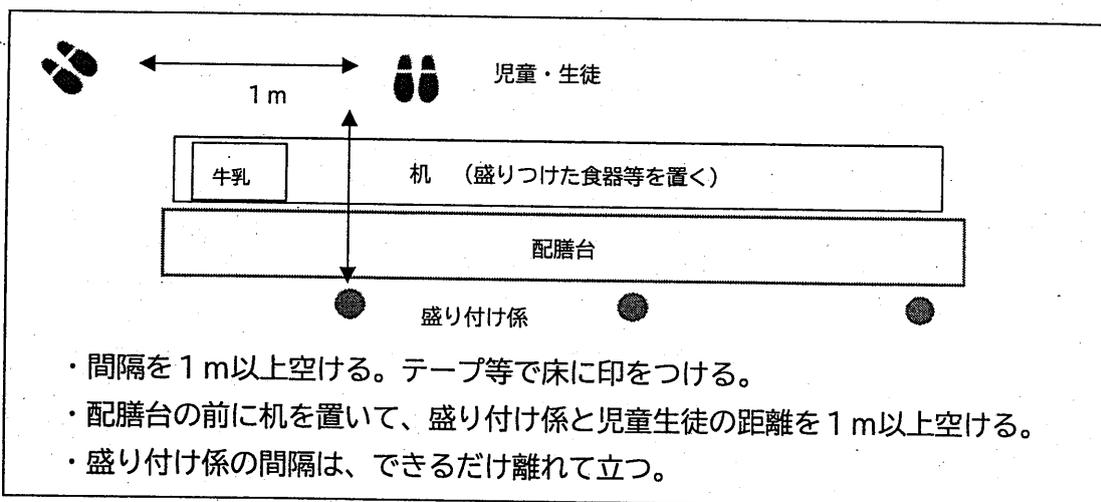 児童・生徒
1m
牛乳
机 （盛りつけた食器等を置く）
配膳台
盛り付け係
・間隔を1m以上空ける。テープ等で床に印をつける。
・配膳台の前に机を置いて、盛り付け係と児童生徒の距離を1m以上空ける。
・盛り付け係の間隔は、できるだけ離れて立つ。